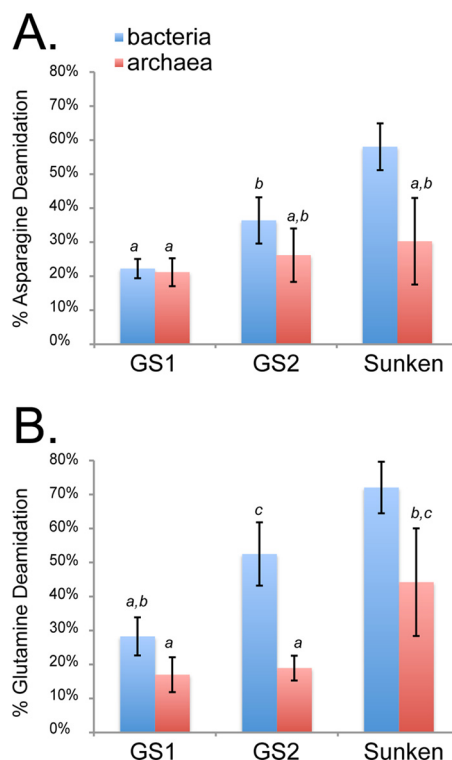 A.
bacteria
archaea
% Asparagine Deamidation
80%
70%
60%
50%
40%
30%
20%
10%
0%
a
a
b
a,b
a,b
GS1 GS2 Sunken
B.
% Glutamine Deamidation
80%
70%
60%
50%
40%
30%
20%
10%
0%
a,b
a
c
a
b,c
GS1 GS2 Sunken